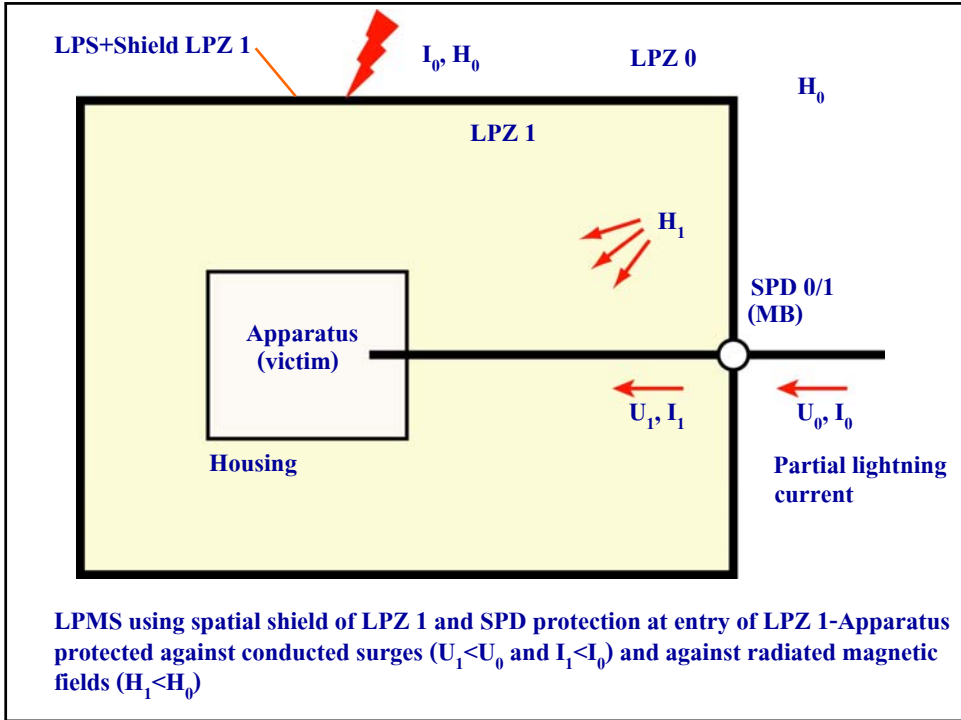 LPS+Shield LPZ 1
I₀, H₀
LPZ 0
H₀
LPZ 1
H₁
SPD 0/1
(MB)
Apparatus
(victim)
U₁, I₁
U₀, I₀
Housing
Partial lightning
current
LPMS using spatial shield of LPZ 1 and SPD protection at entry of LPZ 1-Apparatus
protected against conducted surges (U₁<U₀ and I₁<I₀) and against radiated magnetic
fields (H₁<H₀)